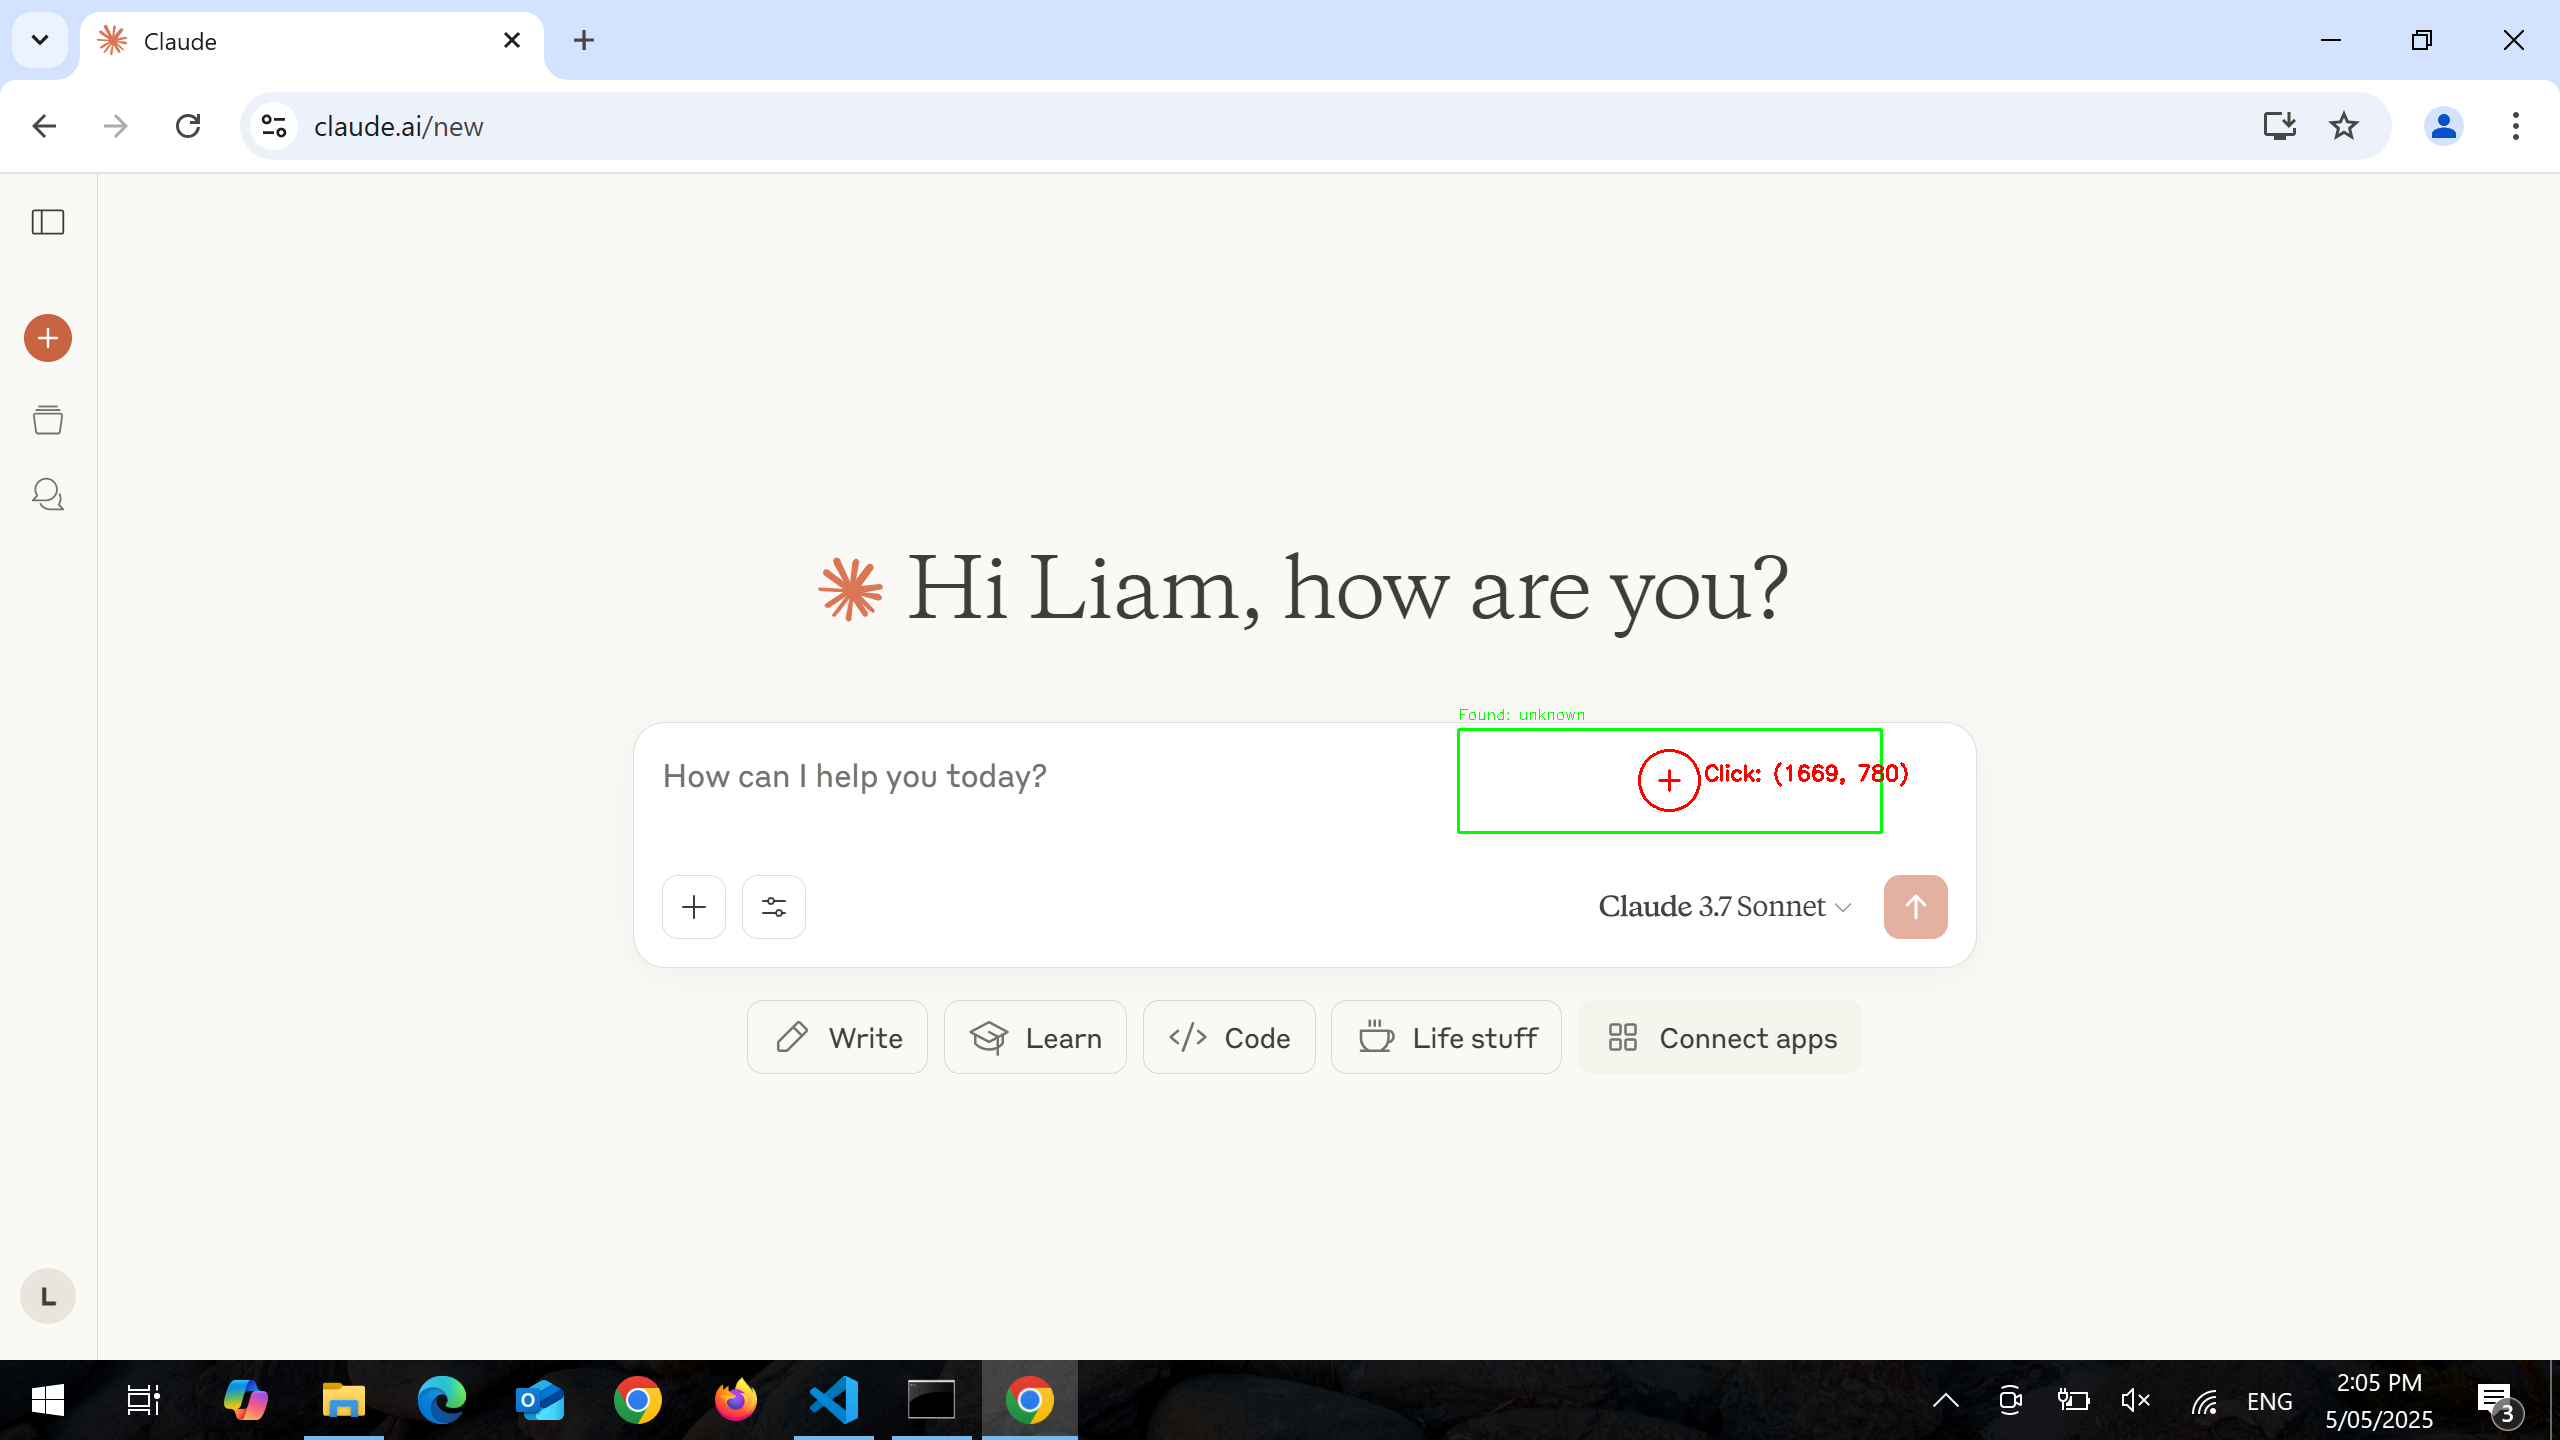 Claude
claude.ai/new
Hi Liam, how are you?
Found: unknown
How can I help you today?
Click: (1669, 780)
Claude 3.7 Sonnet
Write
Learn
Code
Life stuff
Connect apps
L
ENG
2:05 PM
5/05/2025
3